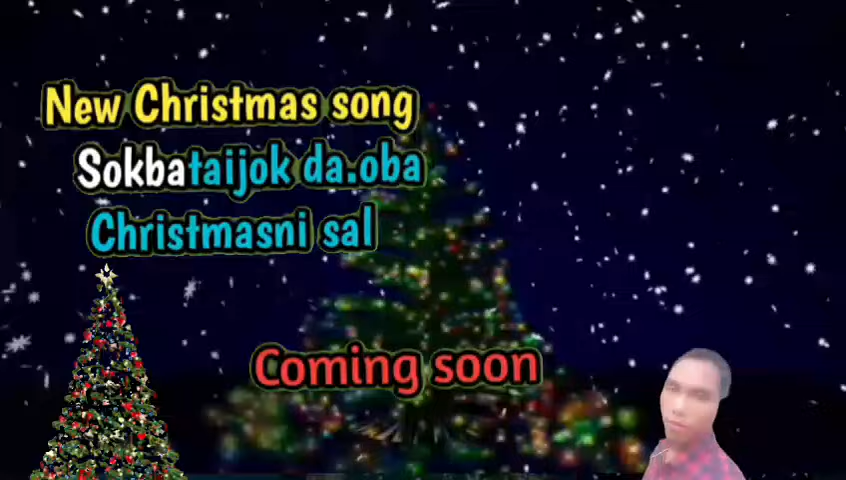 New Christmas song
Sokbataijok da.oba
Christmasni sal
Coming soon